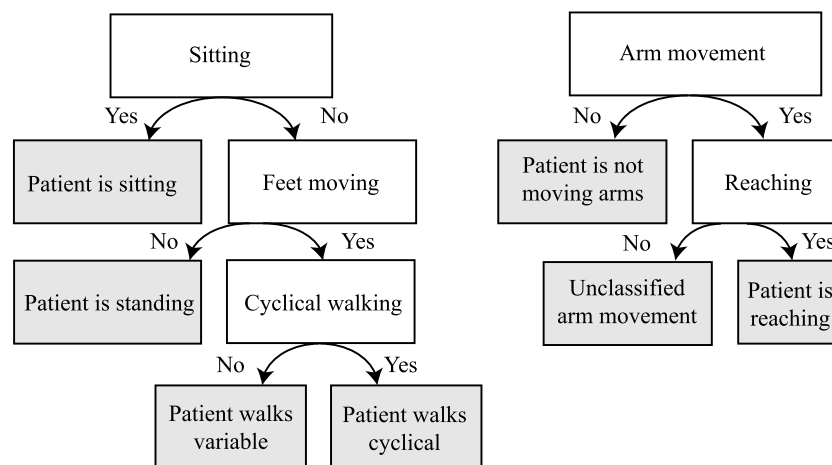 Sitting
Yes
No
Patient is sitting
Feet moving
No
Yes
Patient is standing
Cyclical walking
No
Yes
Patient walks
variable
Patient walks
cyclical
Arm movement
No
Yes
Patient is not
moving arms
Reaching
No
Yes
Unclassified
arm movement
Patient is
reaching